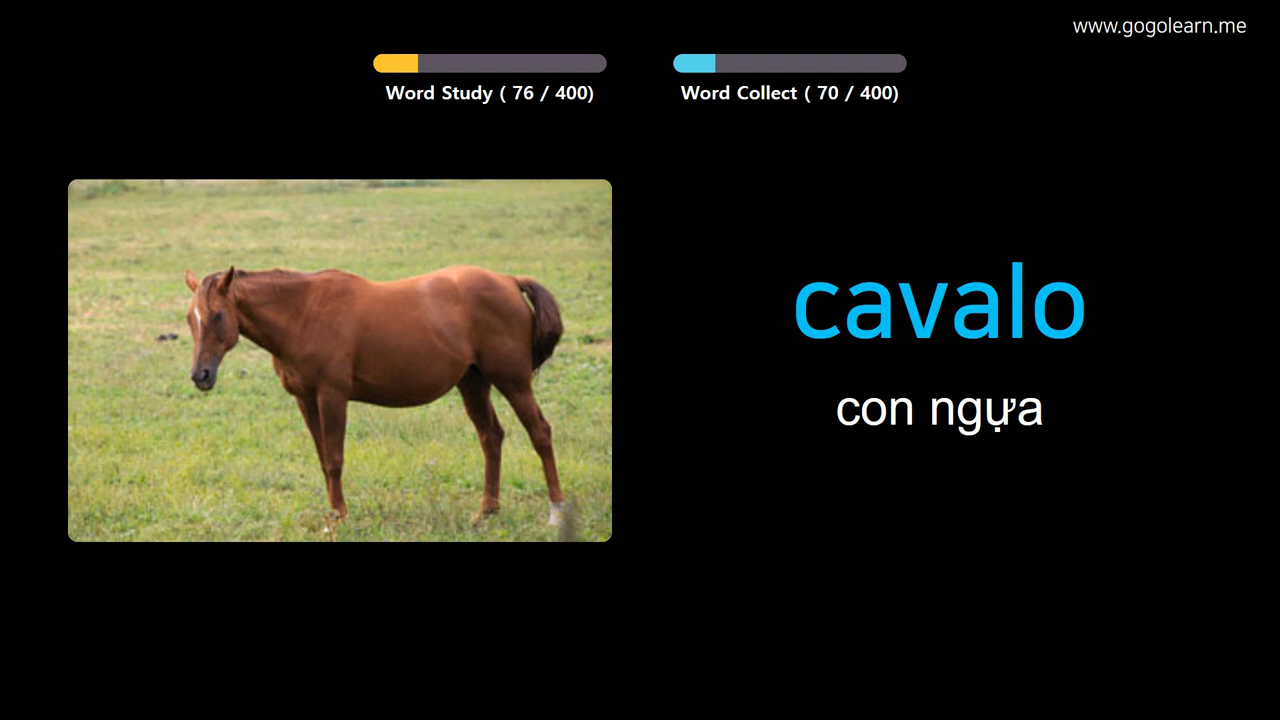 www.gogolearn.me
Word Study ( 76 / 400)
Word Collect ( 70 / 400)
cavalo
con ngựa